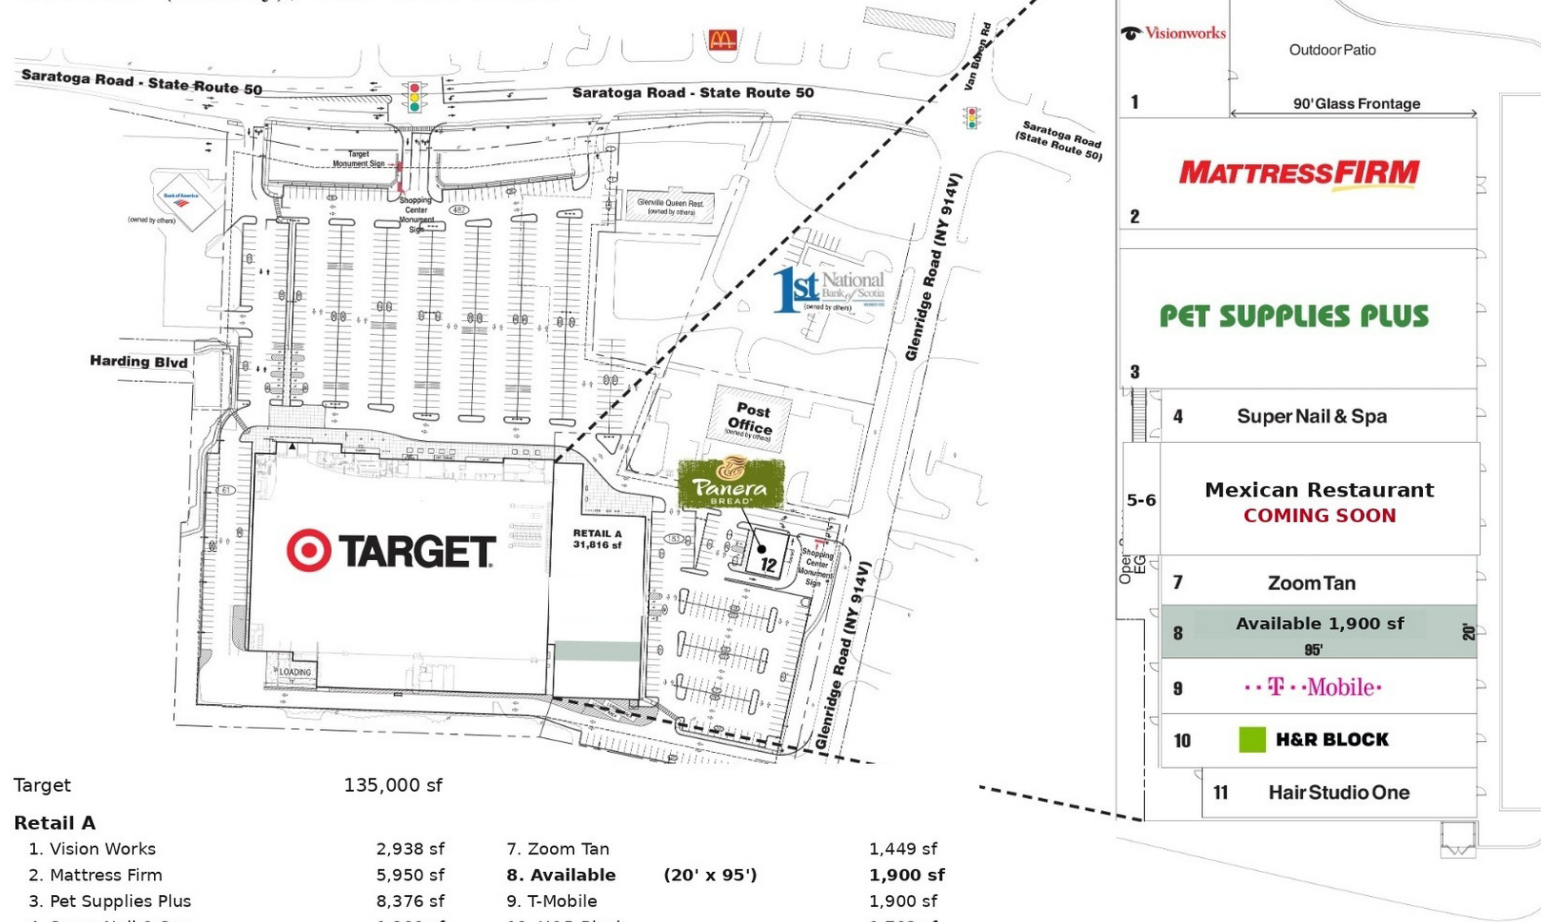 Saratoga Road - State Route 50
Saratoga Road - State Route 50
Van Buren Rd
Saratoga Road
(State Route 50)
Target
Monument Sign
Shopping
Center
Monument
Sign
482
Bank of America
(owned by others)
Glenville Queen Rest.
(owned by others)
1st National
Bank of Scotia
(owned by others)
Glenridge Road (NY 914V)
Harding Blvd
Post
Office
(owned by others)
Panera
BREAD
61
183
12
Shopping
Center
Monument
Sign
TARGET
RETAIL A
31,816 sf
LOADING
Glenridge Road (NY 914V)
Visionworks
Outdoor Patio
1
90' Glass Frontage
MATTRESSFIRM
2
PET SUPPLIES PLUS
3
4 Super Nail & Spa
5-6 Mexican Restaurant
COMING SOON
7 Zoom Tan
8 Available 1,900 sf
95'
20'
9 T-Mobile
10 H&R BLOCK
11 Hair Studio One
Target 135,000 sf
Retail A
1. Vision Works 2,938 sf 7. Zoom Tan 1,449 sf
2. Mattress Firm 5,950 sf 8. Available (20' x 95') 1,900 sf
3. Pet Supplies Plus 8,376 sf 9. T-Mobile 1,900 sf